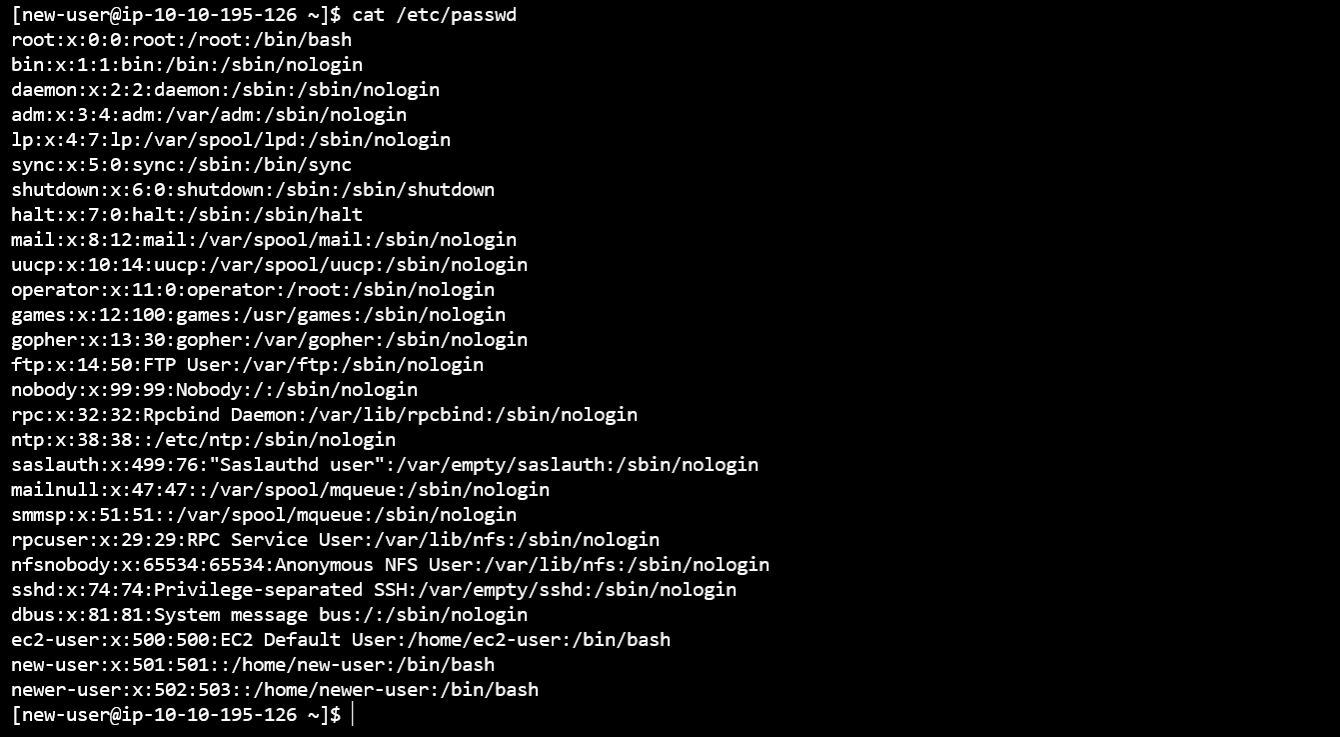 [new-user@ip-10-10-195-126 ~]$ cat /etc/passwd
root:x:0:0:root:/root:/bin/bash
bin:x:1:1:bin:/bin:/sbin/nologin
daemon:x:2:2:daemon:/sbin:/sbin/nologin
adm:x:3:4:adm:/var/adm:/sbin/nologin
lp:x:4:7:lp:/var/spool/lpd:/sbin/nologin
sync:x:5:0:sync:/sbin:/bin/sync
shutdown:x:6:0:shutdown:/sbin:/sbin/shutdown
halt:x:7:0:halt:/sbin:/sbin/halt
mail:x:8:12:mail:/var/spool/mail:/sbin/nologin
uucp:x:10:14:uucp:/var/spool/uucp:/sbin/nologin
operator:x:11:0:operator:/root:/sbin/nologin
games:x:12:100:games:/usr/games:/sbin/nologin
gopher:x:13:30:gopher:/var/gopher:/sbin/nologin
ftp:x:14:50:FTP User:/var/ftp:/sbin/nologin
nobody:x:99:99:Nobody:/:/sbin/nologin
rpc:x:32:32:Rpcbind Daemon:/var/lib/rpcbind:/sbin/nologin
ntp:x:38:38::/etc/ntp:/sbin/nologin
saslauth:x:499:76:"Saslauthd user":/var/empty/saslauth:/sbin/nologin
mailnull:x:47:47::/var/spool/mqueue:/sbin/nologin
smmsp:x:51:51::/var/spool/mqueue:/sbin/nologin
rpcuser:x:29:29:RPC Service User:/var/lib/nfs:/sbin/nologin
nfsnobody:x:65534:65534:Anonymous NFS User:/var/lib/nfs:/sbin/nologin
sshd:x:74:74:Privilege-separated SSH:/var/empty/sshd:/sbin/nologin
dbus:x:81:81:System message bus:/:/sbin/nologin
ec2-user:x:500:500:EC2 Default User:/home/ec2-user:/bin/bash
new-user:x:501:501::/home/new-user:/bin/bash
newer-user:x:502:503::/home/newer-user:/bin/bash
[new-user@ip-10-10-195-126 ~]$